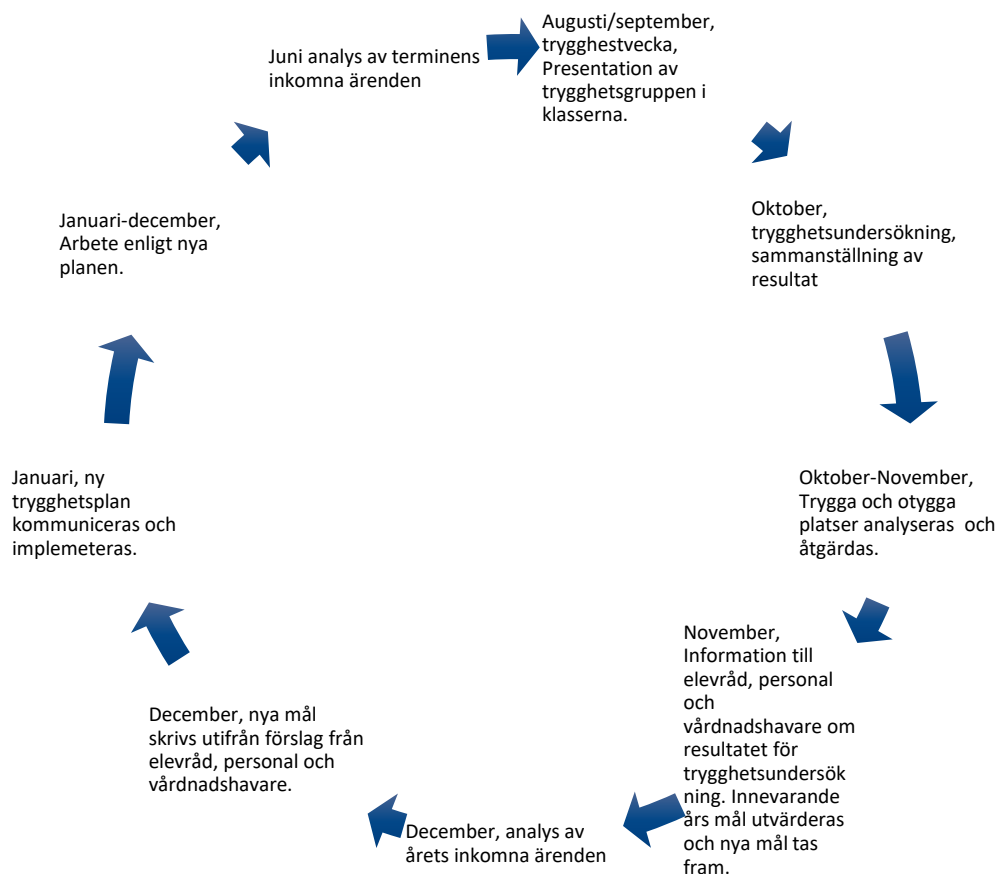 Augusti/september,
trygghestvecka,
Presentation av
trygghetsgruppen i
klasserna.
Oktober,
trygghetsundersökning,
sammanställning av
resultat
Oktober-November,
Trygga och otygga
platser analyseras och
åtgärdas.
November,
Information till
elevråd, personal
och
vårdnadshavare om
resultatet för
trygghetsundersök
ning. Innevarande
års mål utvärderas
och nya mål tas
fram.
December, analys av
årets inkomna ärenden
December, nya mål
skrivs utifrån förslag från
elevråd, personal och
vårdnadshavare.
Januari, ny
trygghetsplan
kommuniceras och
implemeteras.
Januari-december,
Arbete enligt nya
planen.
Juni analys av terminens
inkomna ärenden